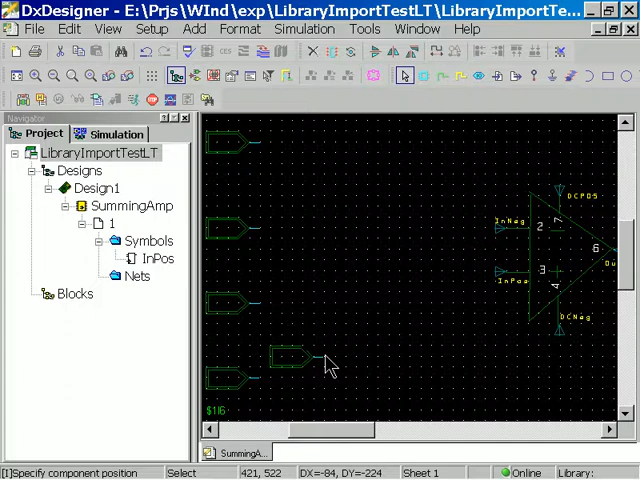 DxDesigner - E:\Prjs\WInd\exp\LibraryImportTestLT\LibraryImportTe...
File Edit View Setup Add Format Simulation Tools Window Help
Navigator
Project Simulation
LibraryImportTestLT
Designs
Design1
SummingAmp
1
Symbols
InPos
Nets
Blocks
DCPOS
InNeg 2 7
6
3 4
InPos
Ou
DCNeg
$1I6
SummingA...
[I]Specify component position Select 421, 522 DX=-84, DY=-224 Sheet 1 Online Library: